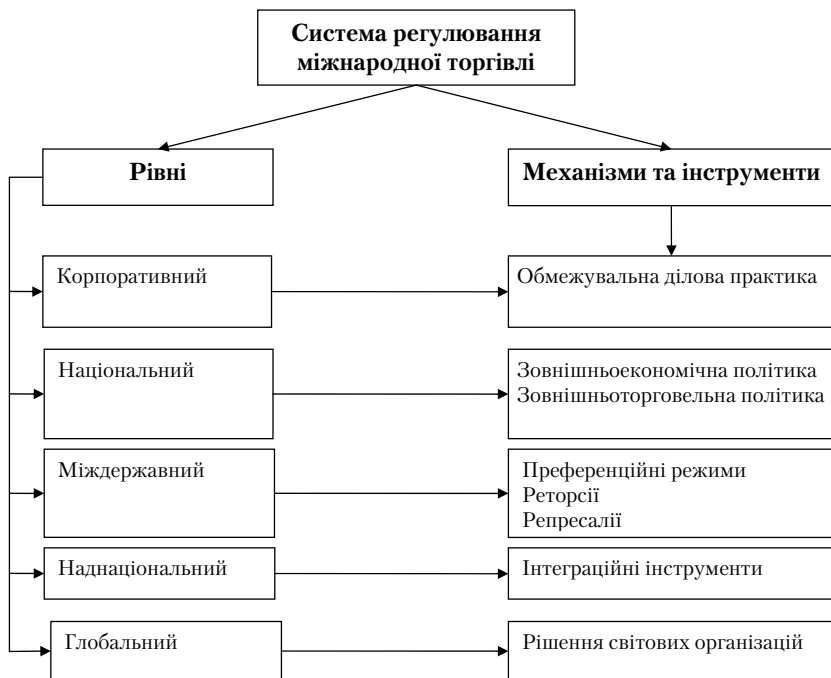 Система регулювання
міжнародної торгівлі
Рівні
Механізми та інструменти
Корпоративний
Обмежувальна ділова практика
Національний
Зовнішньоекономічна політика
Зовнішньоторговельна політика
Міждержавний
Преференційні режими
Реторсії
Репресалії
Наднаціональний
Інтеграційні інструменти
Глобальний
Рішення світових організацій